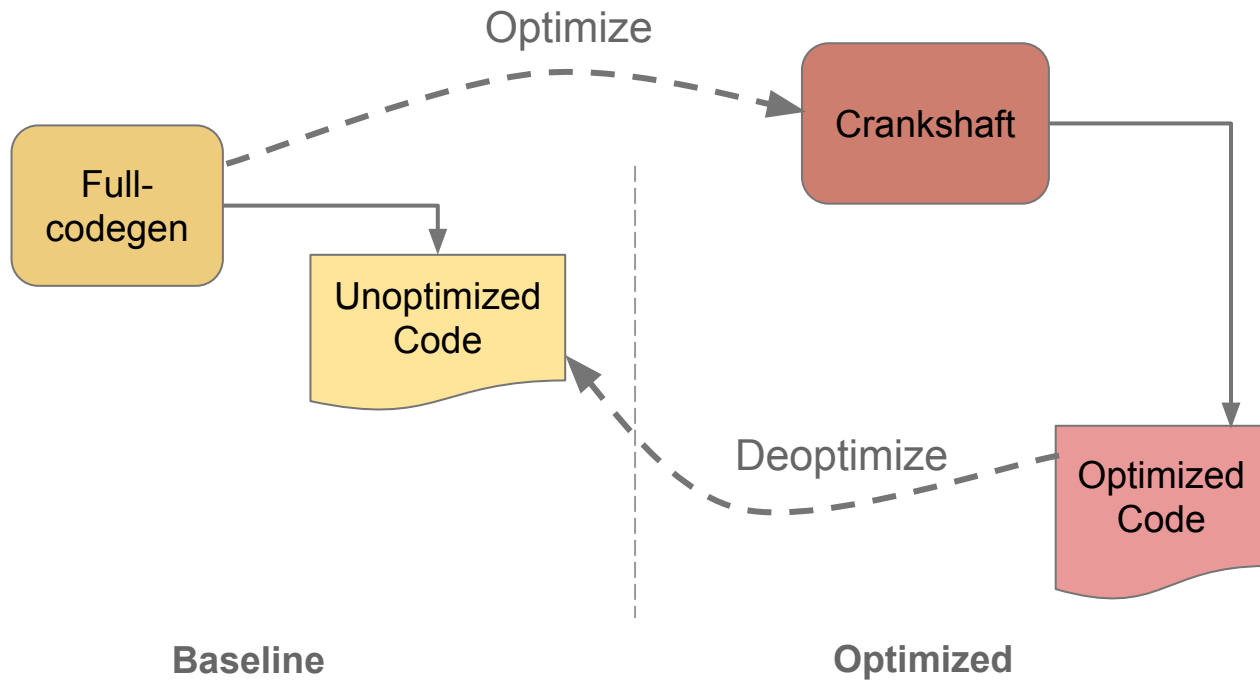 Optimize
Crankshaft
Full-
codegen
Unoptimized
Code
Deoptimize
Optimized
Code
Baseline
Optimized